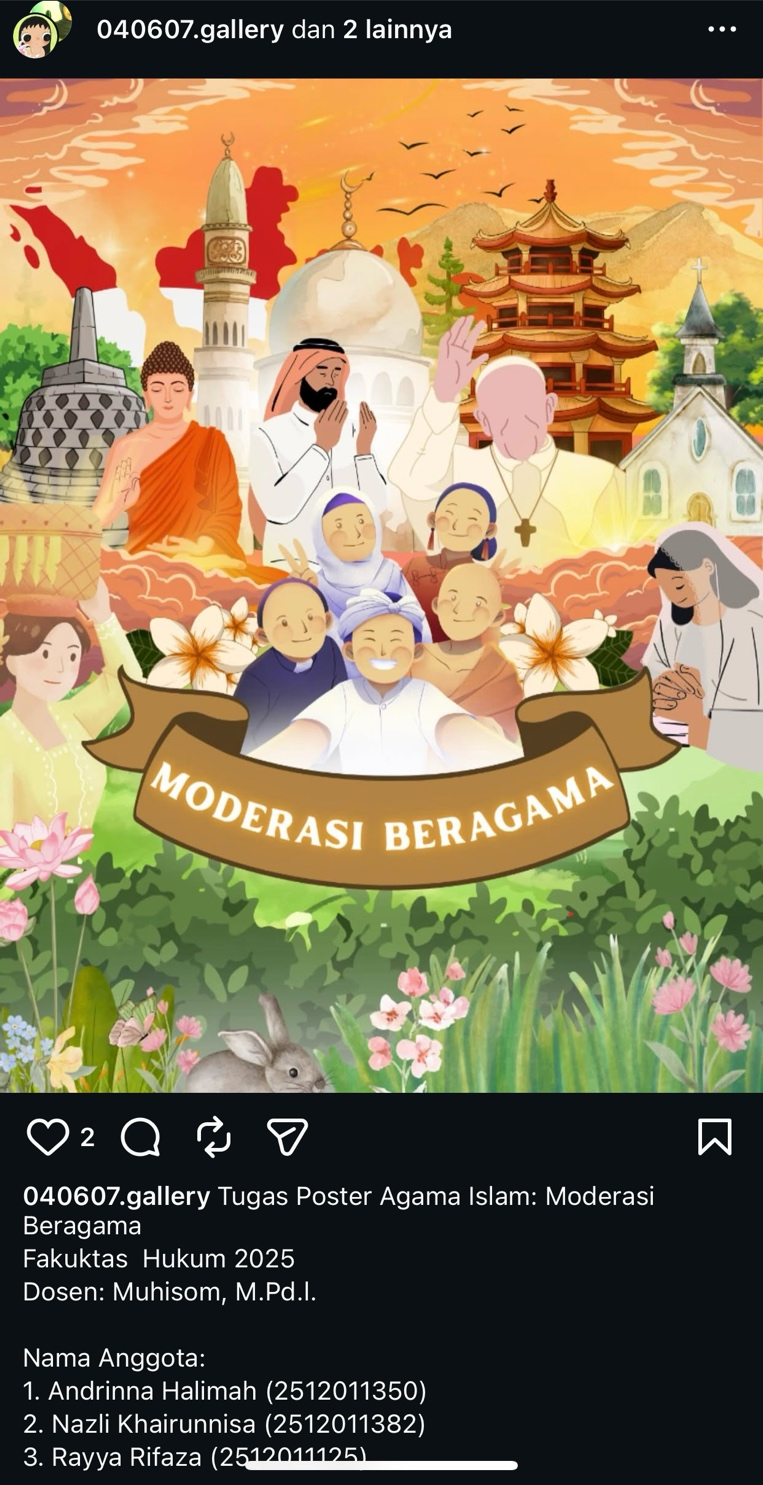 040607.gallery dan 2 lainnya
MODERASI BERAGAMA
2
040607.gallery Tugas Poster Agama Islam: Moderasi
Beragama
Fakuktas Hukum 2025
Dosen: Muhisom, M.Pd.I.
Nama Anggota:
1. Andrinna Halimah (2512011350)
2. Nazli Khairunnisa (2512011382)
3. Rayya Rifaza (2512011125)